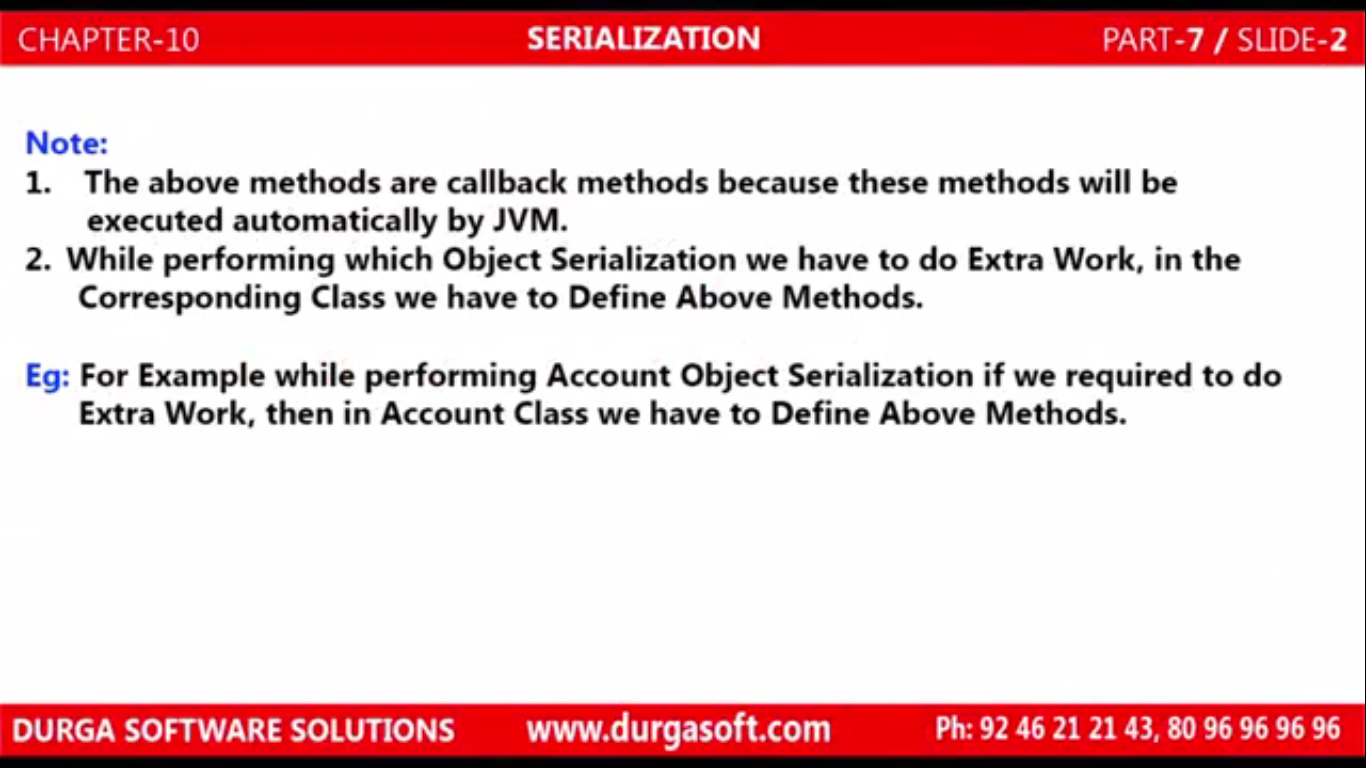 CHAPTER-10 SERIALIZATION PART-7 / SLIDE-2
Note:
1. The above methods are callback methods because these methods will be
executed automatically by JVM.
2. While performing which Object Serialization we have to do Extra Work, in the
Corresponding Class we have to Define Above Methods.
Eg: For Example while performing Account Object Serialization if we required to do
Extra Work, then in Account Class we have to Define Above Methods.
DURGA SOFTWARE SOLUTIONS www.durgasoft.com Ph: 92 46 21 21 43, 80 96 96 96 96